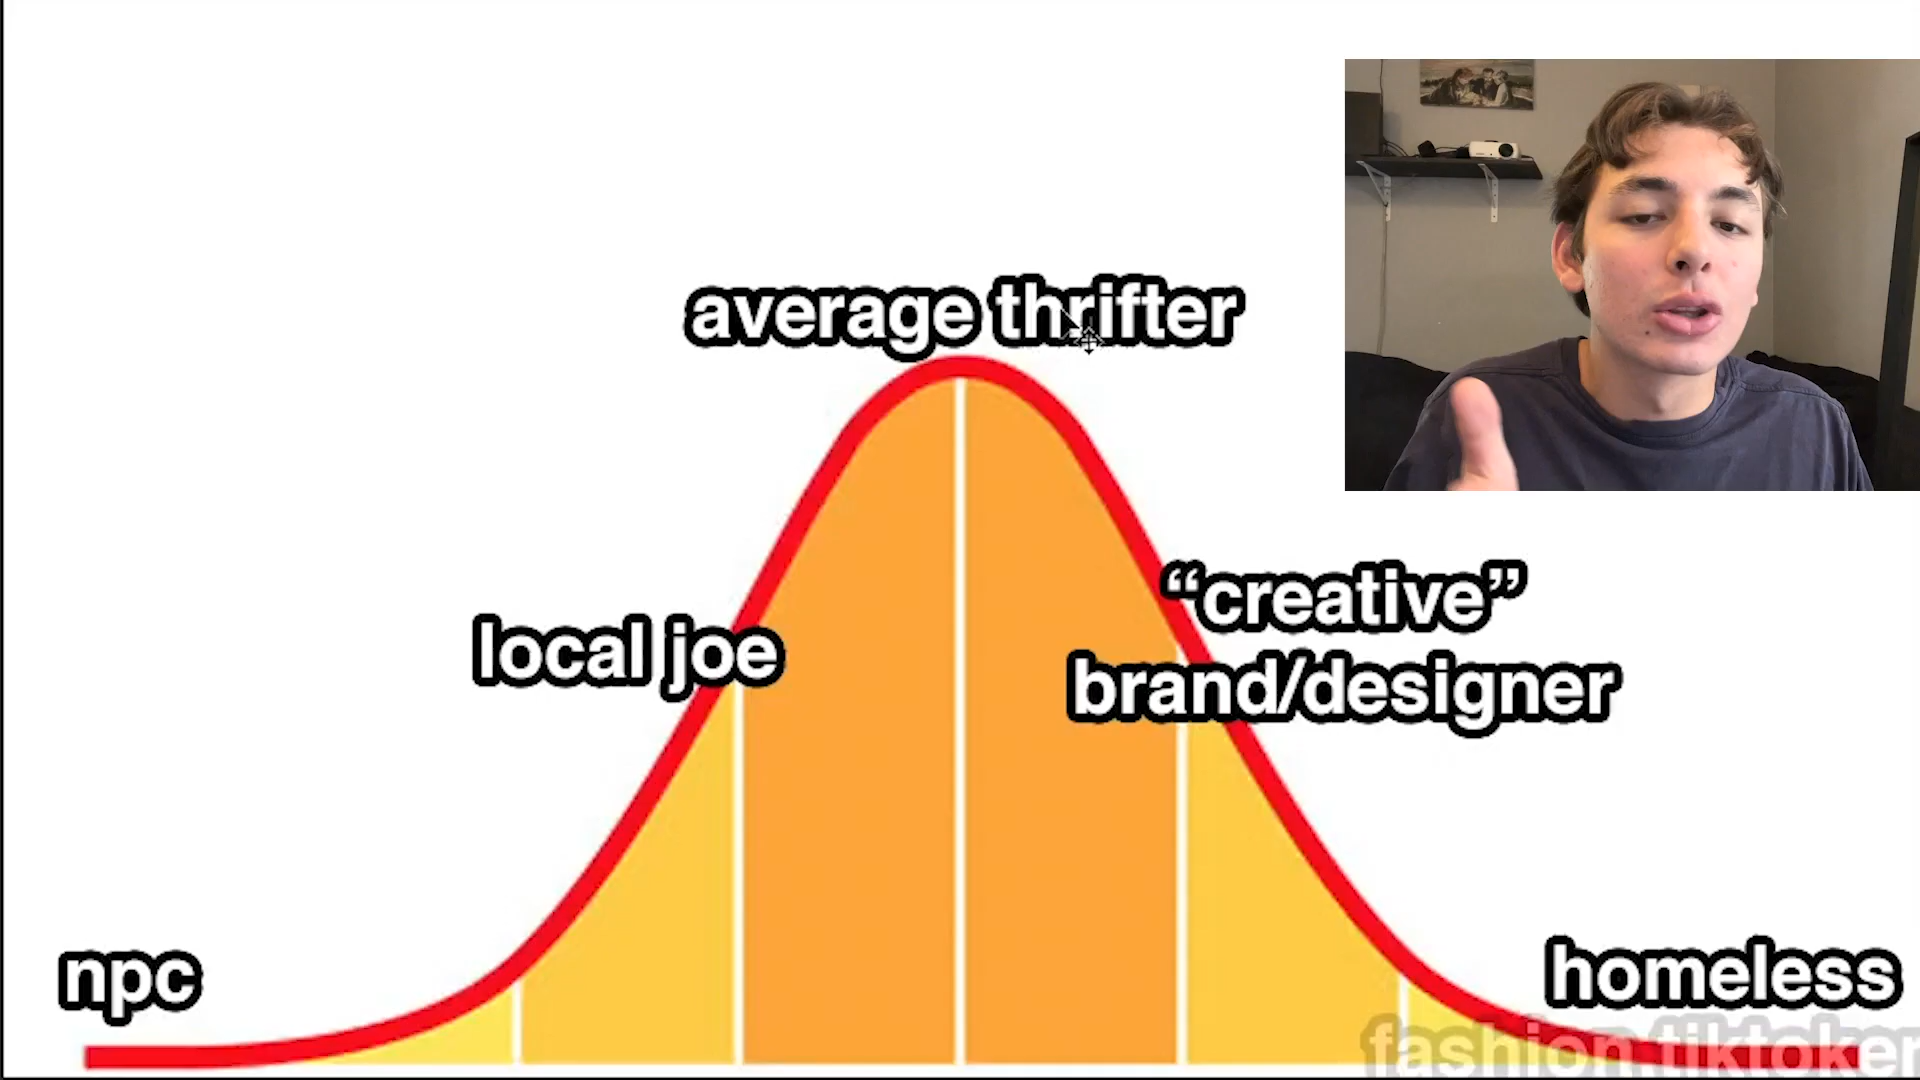 average thrifter
local joe
“creative”
brand/designer
npc
homeless
fashion.tiktoker